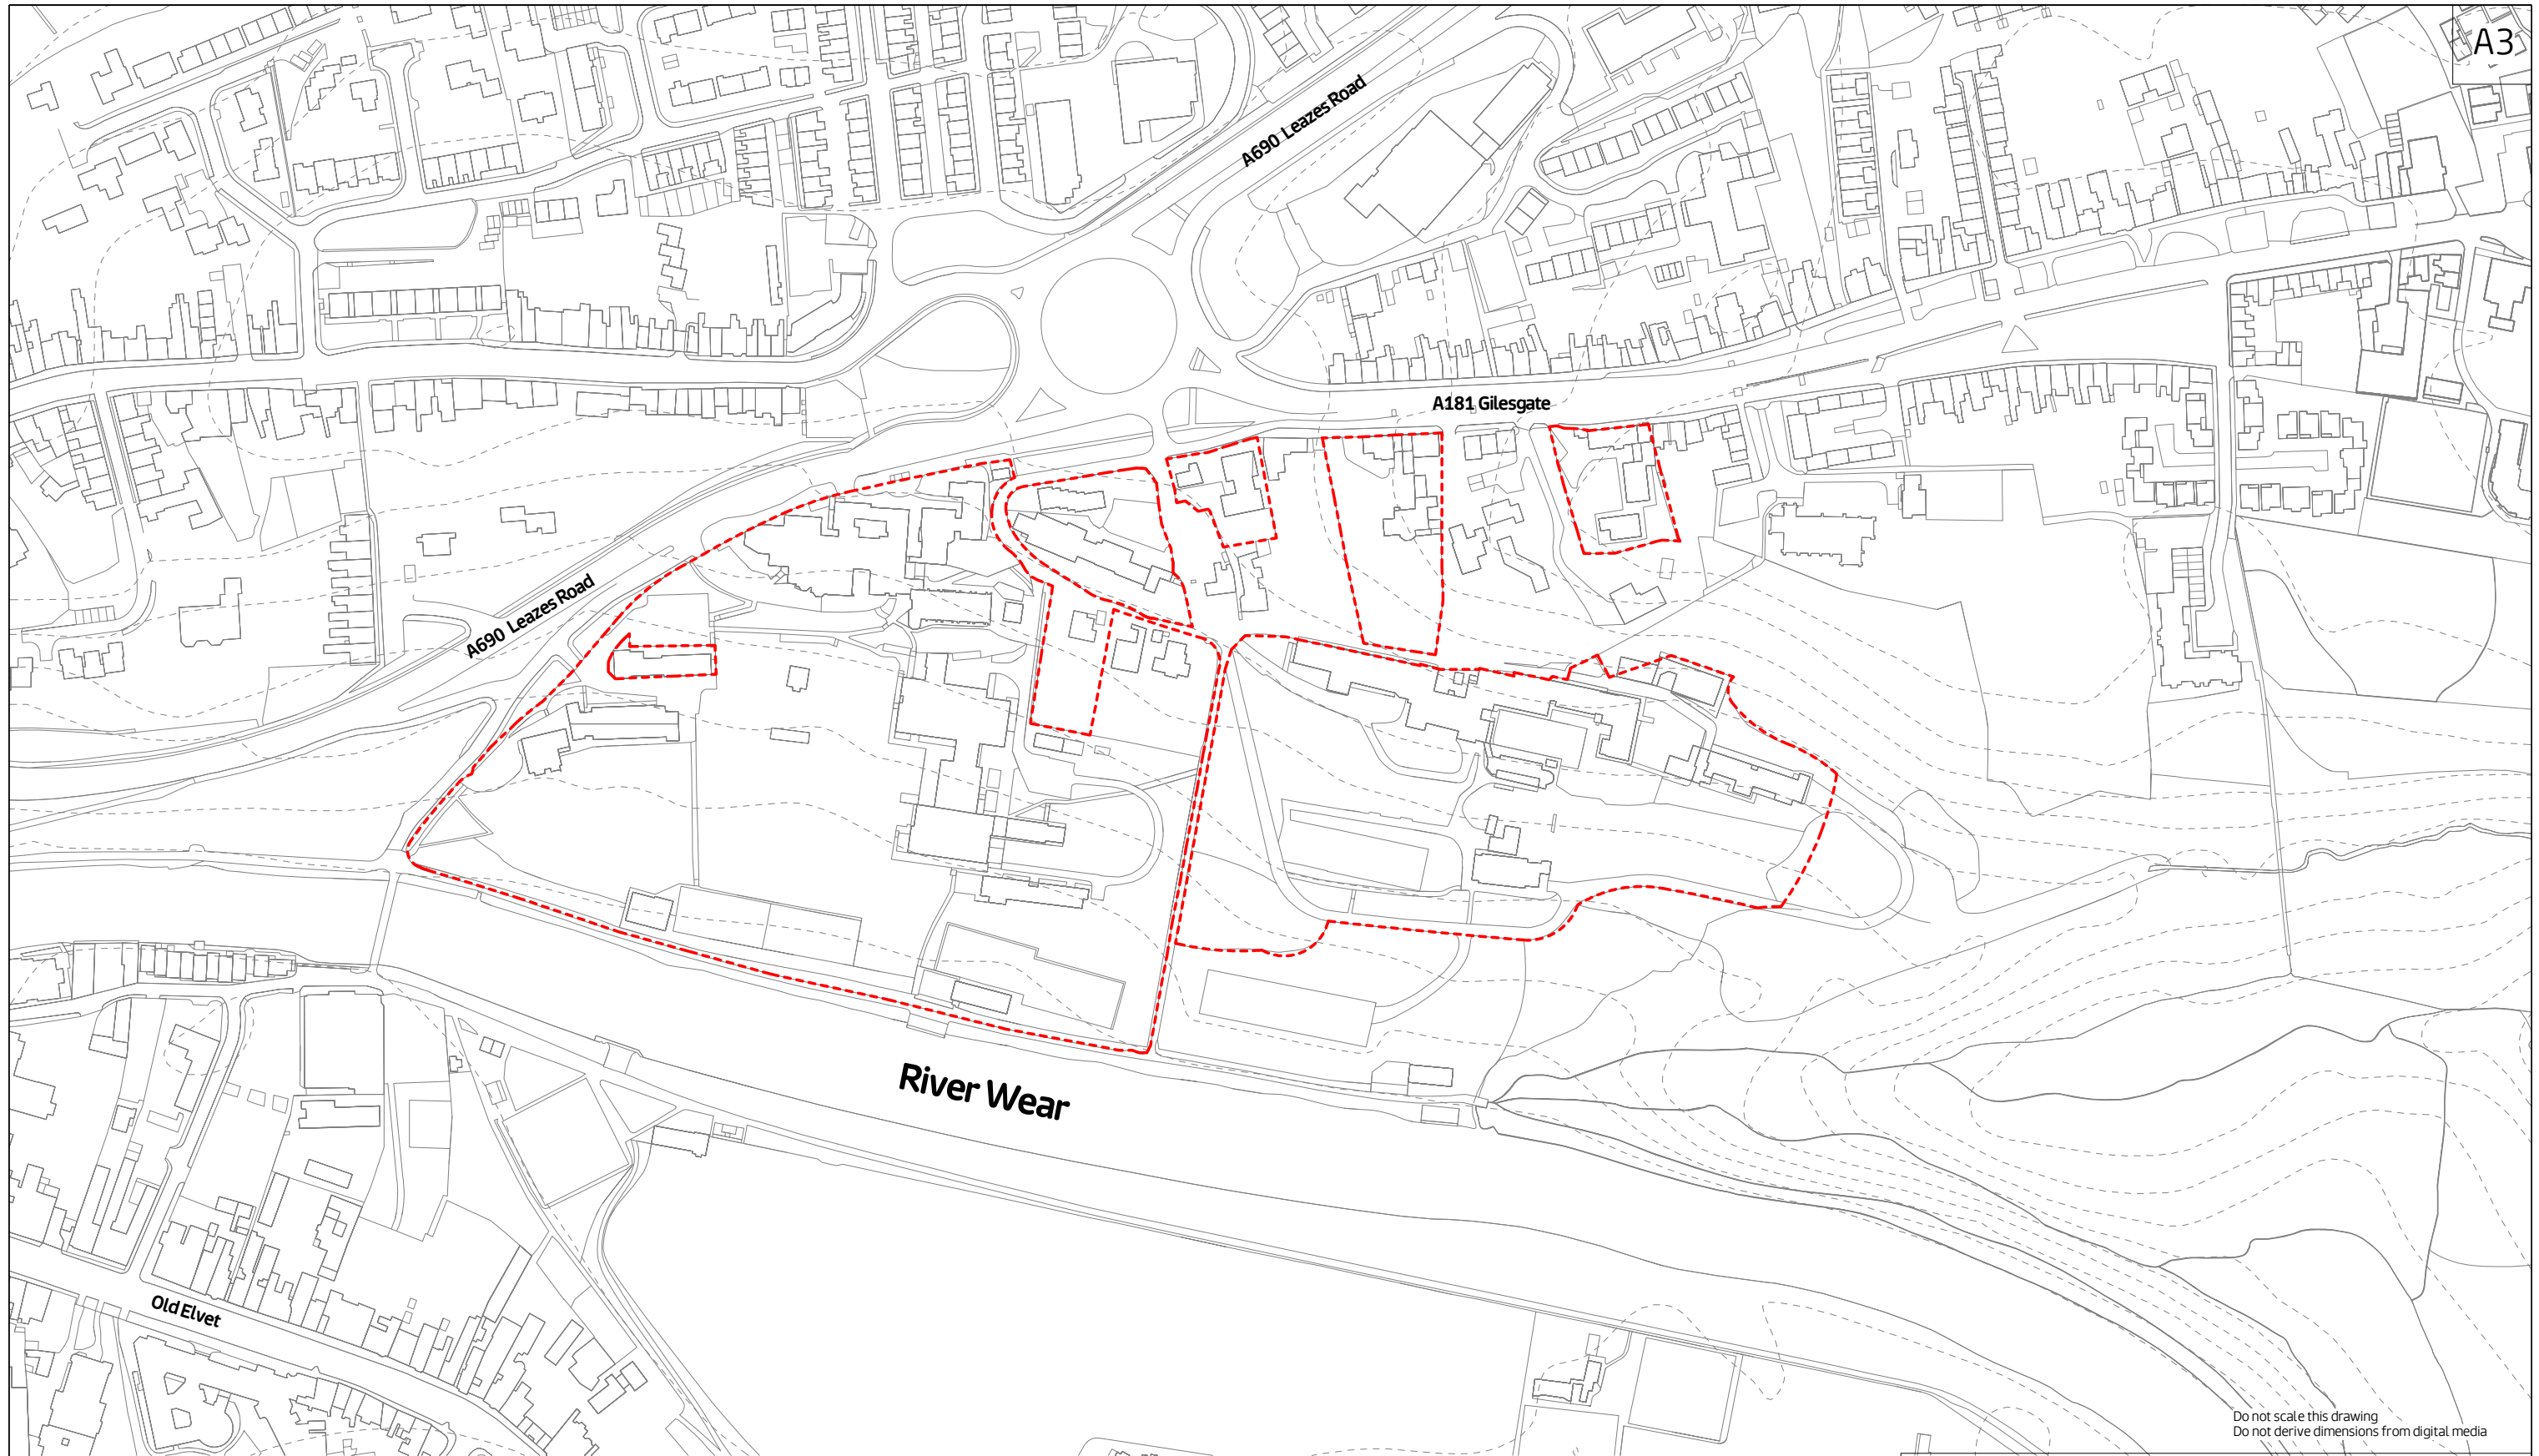 A3
A690 Leazes Road
A181 Gilesgate
A690 Leazes Road
River Wear
Old Elvet
Do not scale this drawing
Do not derive dimensions from digital media